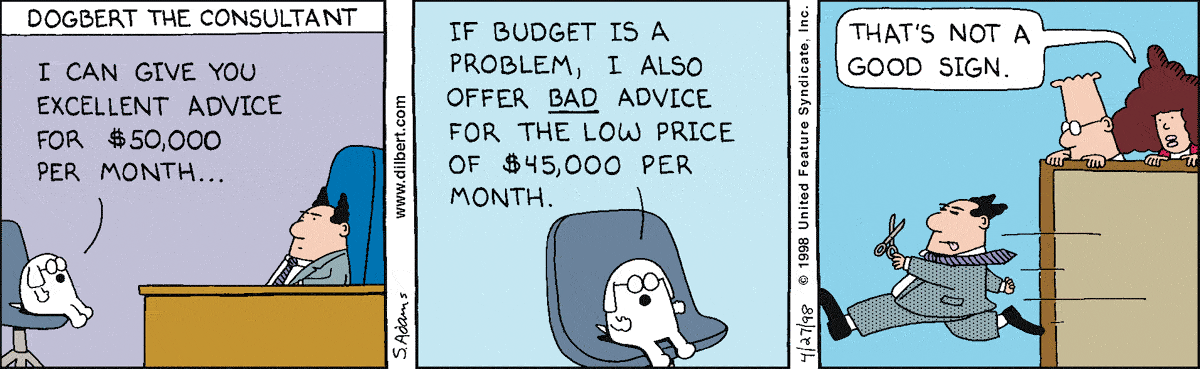 DOGBERT THE CONSULTANT
I CAN GIVE YOU
EXCELLENT ADVICE
FOR $50,000
PER MONTH...
S.Adams
www.dilbert.com
IF BUDGET IS A
PROBLEM, I ALSO
OFFER BAD ADVICE
FOR THE LOW PRICE
OF $45,000 PER
MONTH.
4/27/98 © 1998 United Feature Syndicate, Inc.
THAT'S NOT A
GOOD SIGN.